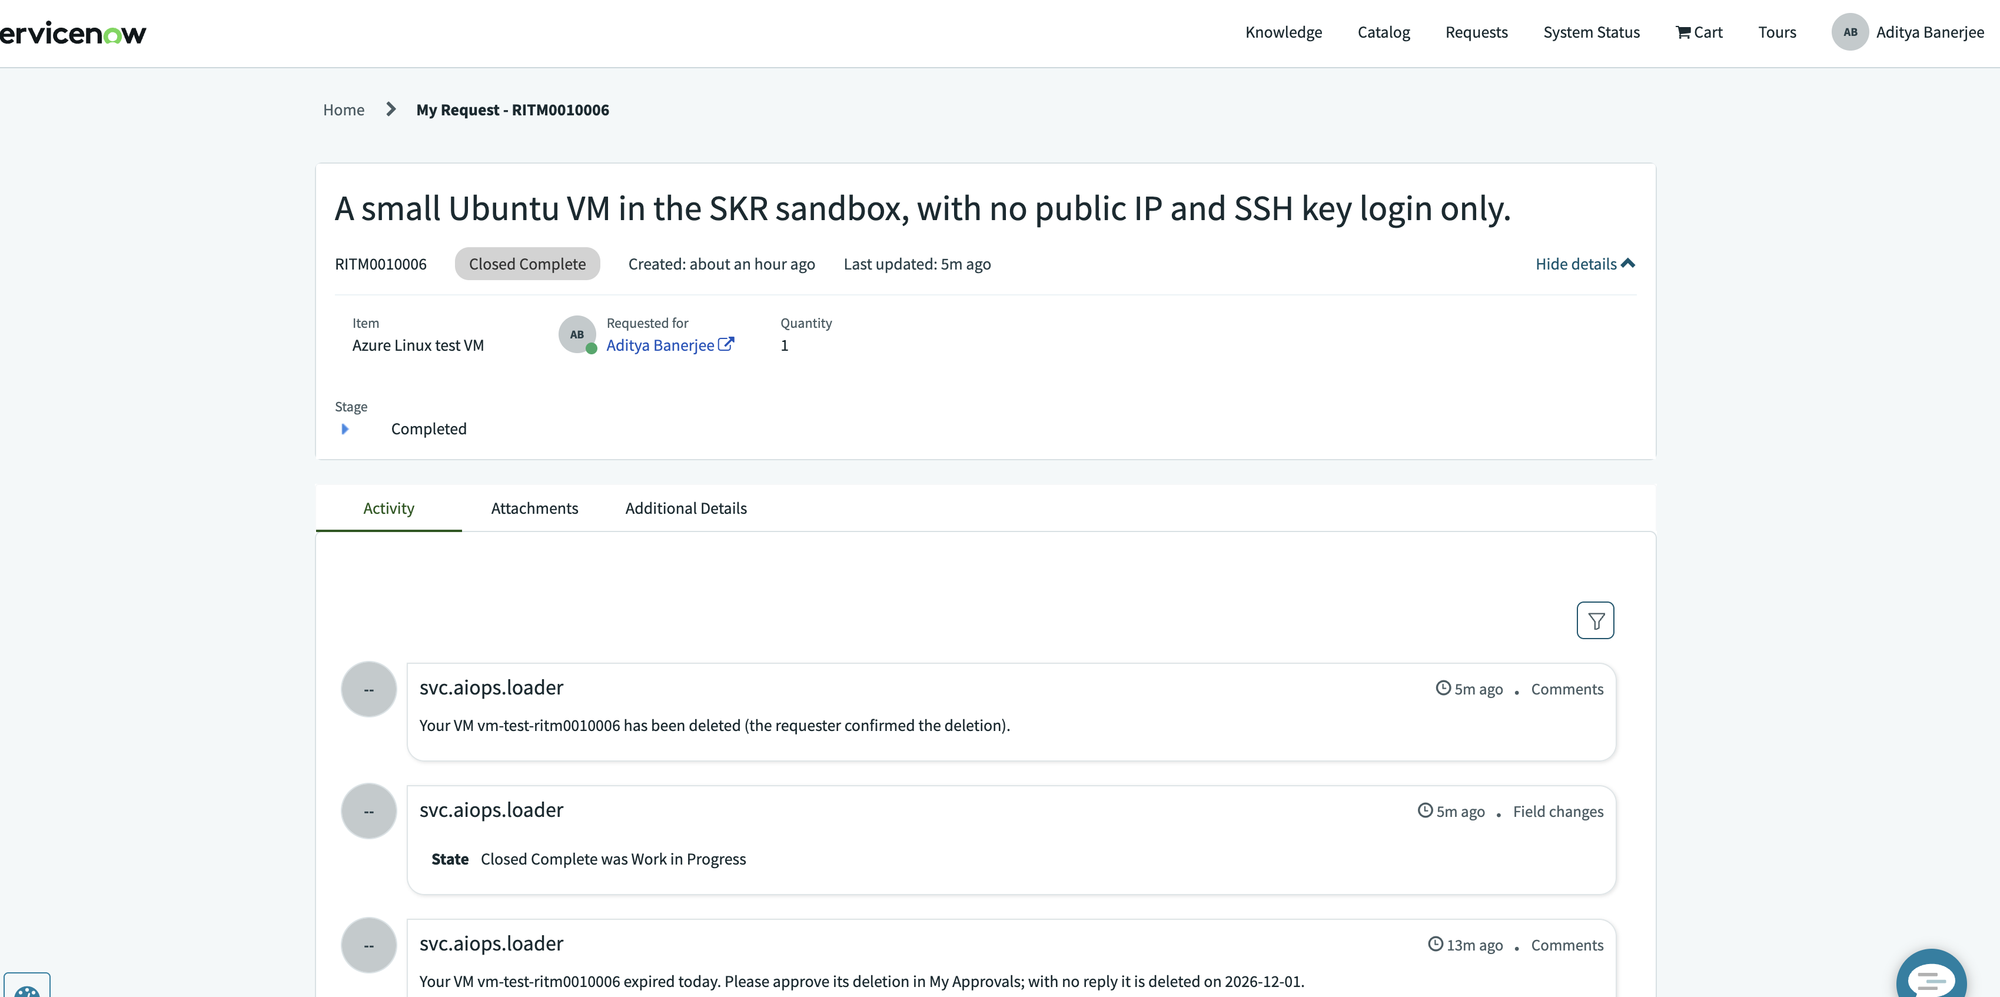 ervicenow
Knowledge Catalog Requests System Status Cart Tours AB Aditya Banerjee
Home My Request - RITM0010006
A small Ubuntu VM in the SKR sandbox, with no public IP and SSH key login only.
RITM0010006 Closed Complete Created: about an hour ago Last updated: 5m ago Hide details
Item
Azure Linux test VM
AB
Requested for
Aditya Banerjee
Quantity
1
Stage
Completed
Activity Attachments Additional Details
-- svc.aiops.loader 5m ago . Comments
Your VM vm-test-ritm0010006 has been deleted (the requester confirmed the deletion).
-- svc.aiops.loader 5m ago . Field changes
State Closed Complete was Work in Progress
-- svc.aiops.loader 13m ago . Comments
Your VM vm-test-ritm0010006 expired today. Please approve its deletion in My Approvals; with no reply it is deleted on 2026-12-01.